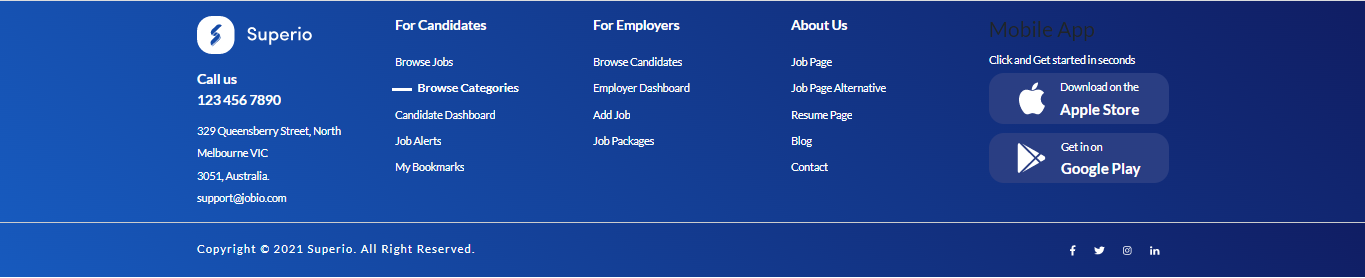 Superio
Call us
123 456 7890
329 Queensberry Street, North
Melbourne VIC
3051, Australia.
support@jobio.com
For Candidates
Browse Jobs
Browse Categories
Candidate Dashboard
Job Alerts
My Bookmarks
For Employers
Browse Candidates
Employer Dashboard
Add Job
Job Packages
About Us
Job Page
Job Page Alternative
Resume Page
Blog
Contact
Mobile App
Click and Get started in seconds
Download on the
Apple Store
Get in on
Google Play
Copyright © 2021 Superio. All Right Reserved.